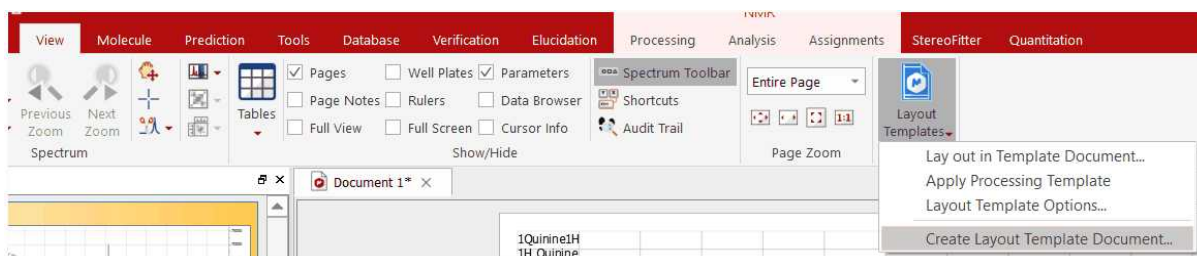 NMR
View Molecule Prediction Tools Database Verification Elucidation Processing Analysis Assignments StereoFitter Quantitation
Previous Zoom
Next Zoom
Tables
Pages Well Plates Parameters
Page Notes Rulers Data Browser
Full View Full Screen Cursor Info
Spectrum Toolbar
Shortcuts
Audit Trail
Entire Page
1:1
Layout Templates
Spectrum Show/Hide Page Zoom
Lay out in Template Document...
Apply Processing Template
Layout Template Options...
Create Layout Template Document...
Document 1*
1Quinine1H
1H Quinine